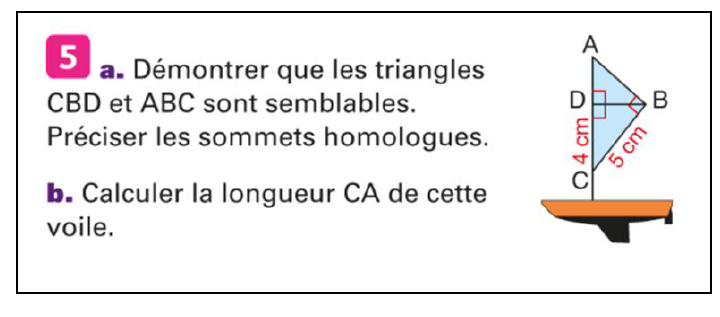 5 a. Démontrer que les triangles
CBD et ABC sont semblables.
Préciser les sommets homologues.
b. Calculer la longueur CA de cette
voile.
A
D
B
4 cm
5 cm
C